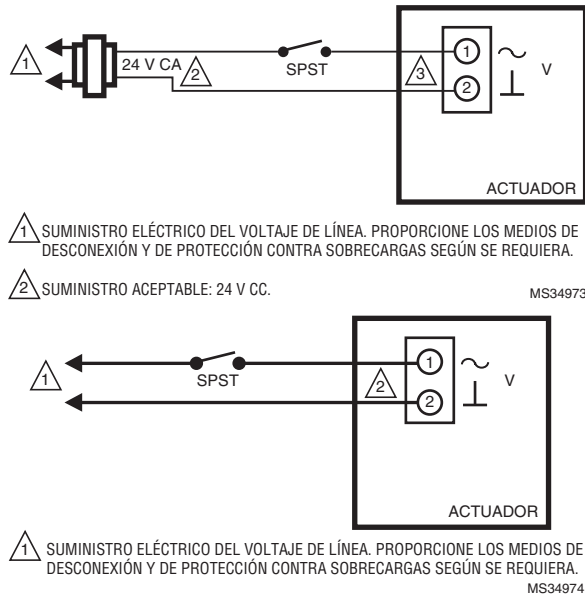 1
24 V CA
2
SPST
3
1
2
V
ACTUADOR
1 SUMINISTRO ELÉCTRICO DEL VOLTAJE DE LÍNEA. PROPORCIONE LOS MEDIOS DE
DESCONEXIÓN Y DE PROTECCIÓN CONTRA SOBRECARGAS SEGÚN SE REQUIERA.
2 SUMINISTRO ACEPTABLE: 24 V CC.
MS34973
1
SPST
2
1
2
V
ACTUADOR
1 SUMINISTRO ELÉCTRICO DEL VOLTAJE DE LÍNEA. PROPORCIONE LOS MEDIOS DE
DESCONEXIÓN Y DE PROTECCIÓN CONTRA SOBRECARGAS SEGÚN SE REQUIERA.
MS34974